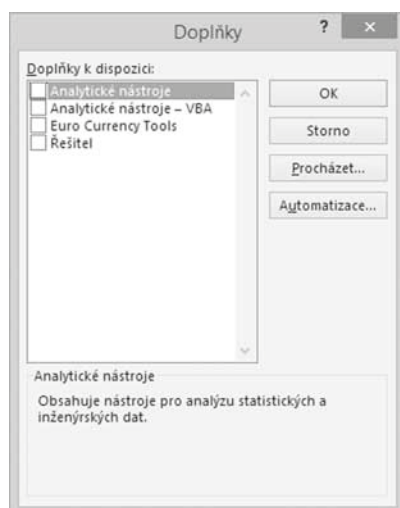 Doplňky
?
×
Doplňky k dispozici:
Analytické nástroje
Analytické nástroje – VBA
Euro Currency Tools
Řešitel
OK
Storno
Procházet...
Automatizace...
Analytické nástroje
Obsahuje nástroje pro analýzu statistických a
inženýrských dat.